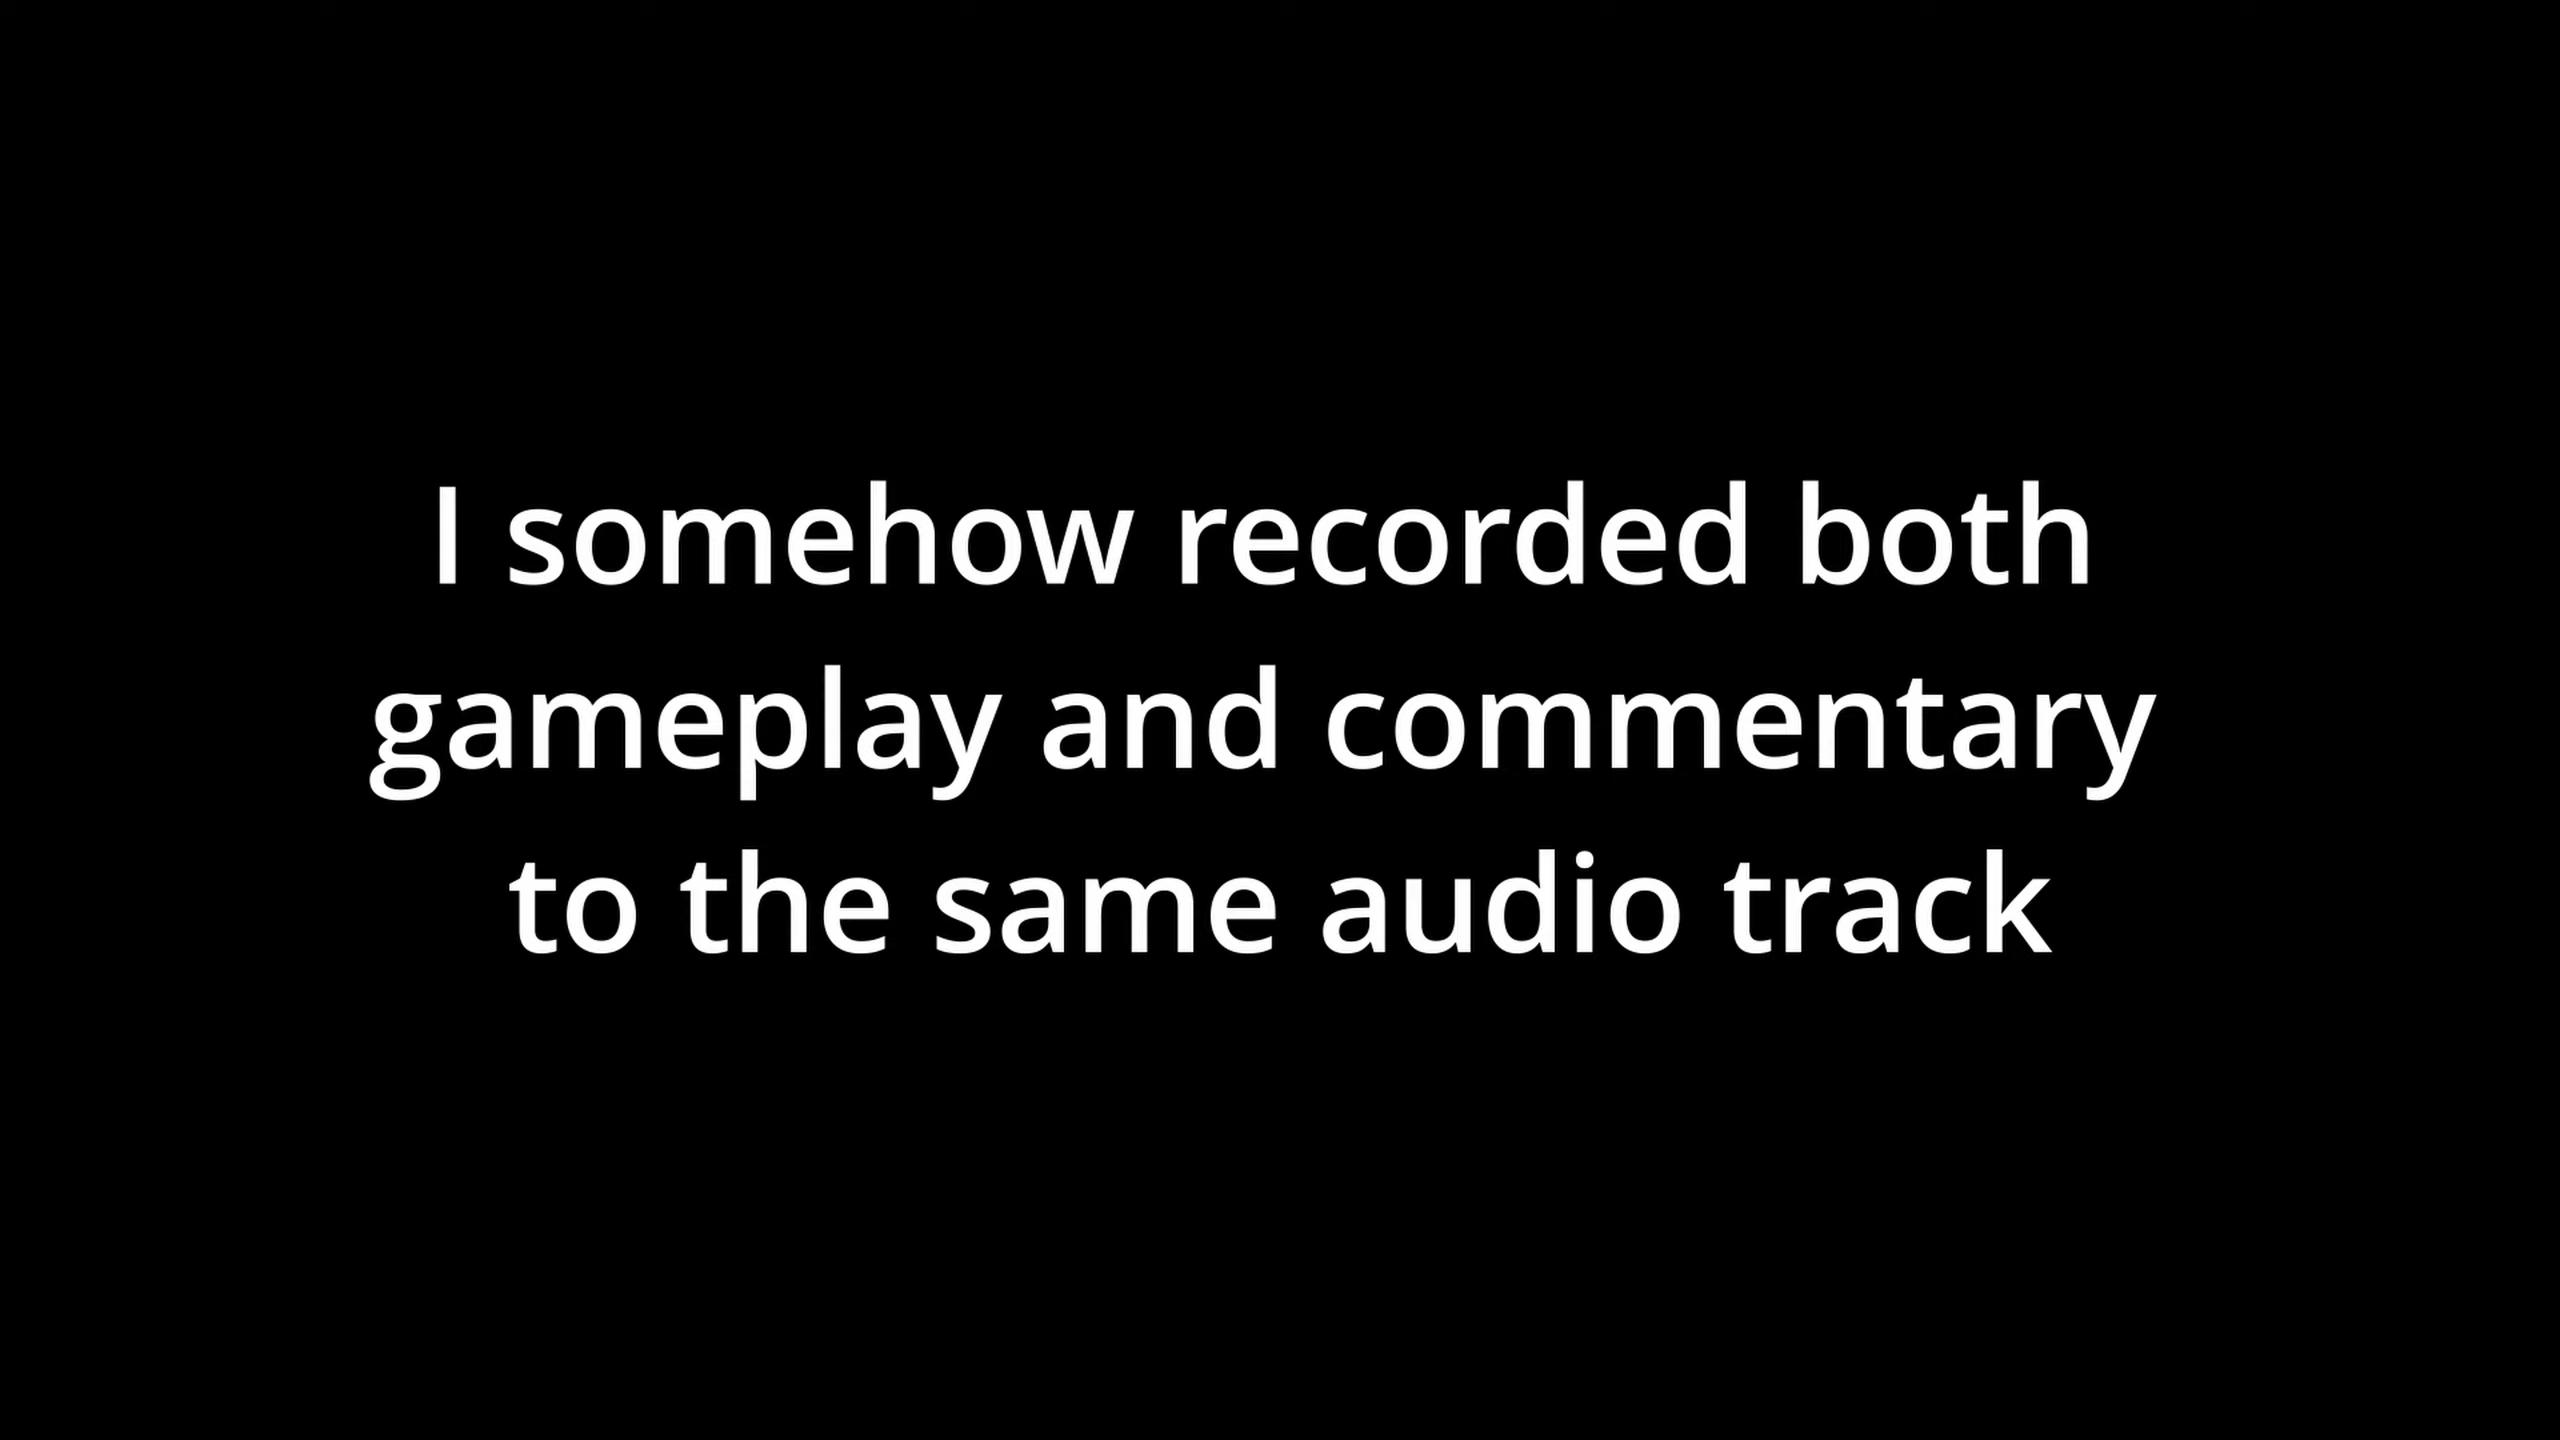 I somehow recorded both
gameplay and commentary
to the same audio track